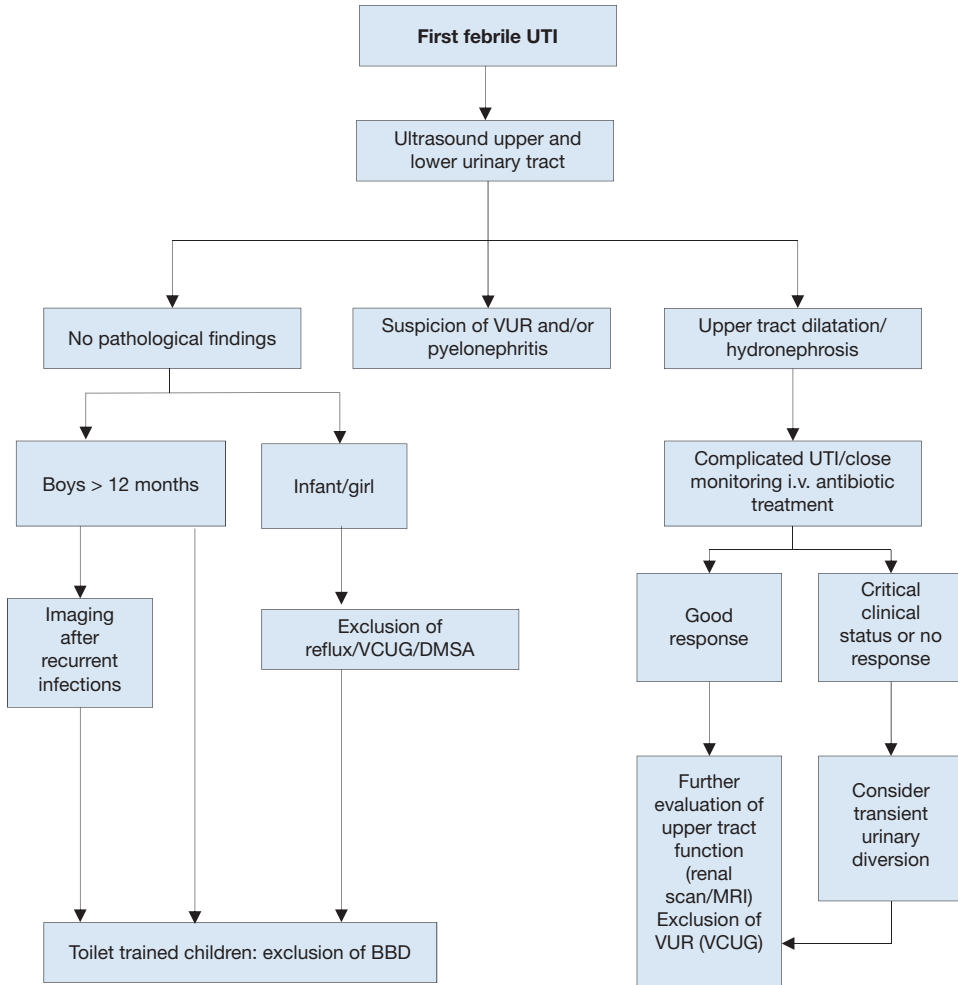 First febrile UTI
Ultrasound upper and
lower urinary tract
No pathological findings
Suspicion of VUR and/or
pyelonephritis
Upper tract dilatation/
hydronephrosis
Boys > 12 months
Infant/girl
Complicated UTI/close
monitoring i.v. antibiotic
treatment
Imaging
after
recurrent
infections
Exclusion of
reflux/VCUG/DMSA
Good
response
Critical
clinical
status or no
response
Further
evaluation of
upper tract
function
(renal
scan/MRI)
Exclusion of
VUR (VCUG)
Consider
transient
urinary
diversion
Toilet trained children: exclusion of BBD